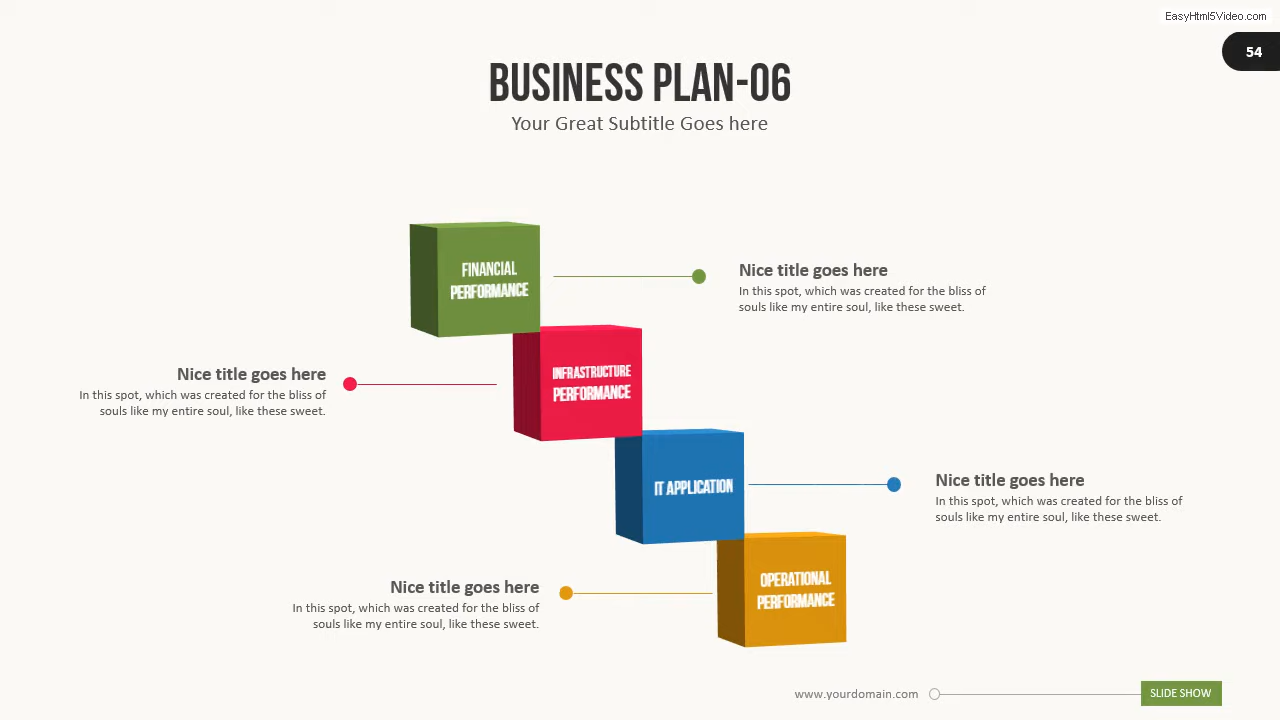 EasyHtml5Video.com
54
BUSINESS PLAN-06
Your Great Subtitle Goes here
FINANCIAL
PERFORMANCE
Nice title goes here
In this spot, which was created for the bliss of
souls like my entire soul, like these sweet.
INFRASTRUCTURE
PERFORMANCE
Nice title goes here
In this spot, which was created for the bliss of
souls like my entire soul, like these sweet.
IT APPLICATION
Nice title goes here
In this spot, which was created for the bliss of
souls like my entire soul, like these sweet.
OPERATIONAL
PERFORMANCE
Nice title goes here
In this spot, which was created for the bliss of
souls like my entire soul, like these sweet.
www.yourdomain.com
SLIDE SHOW